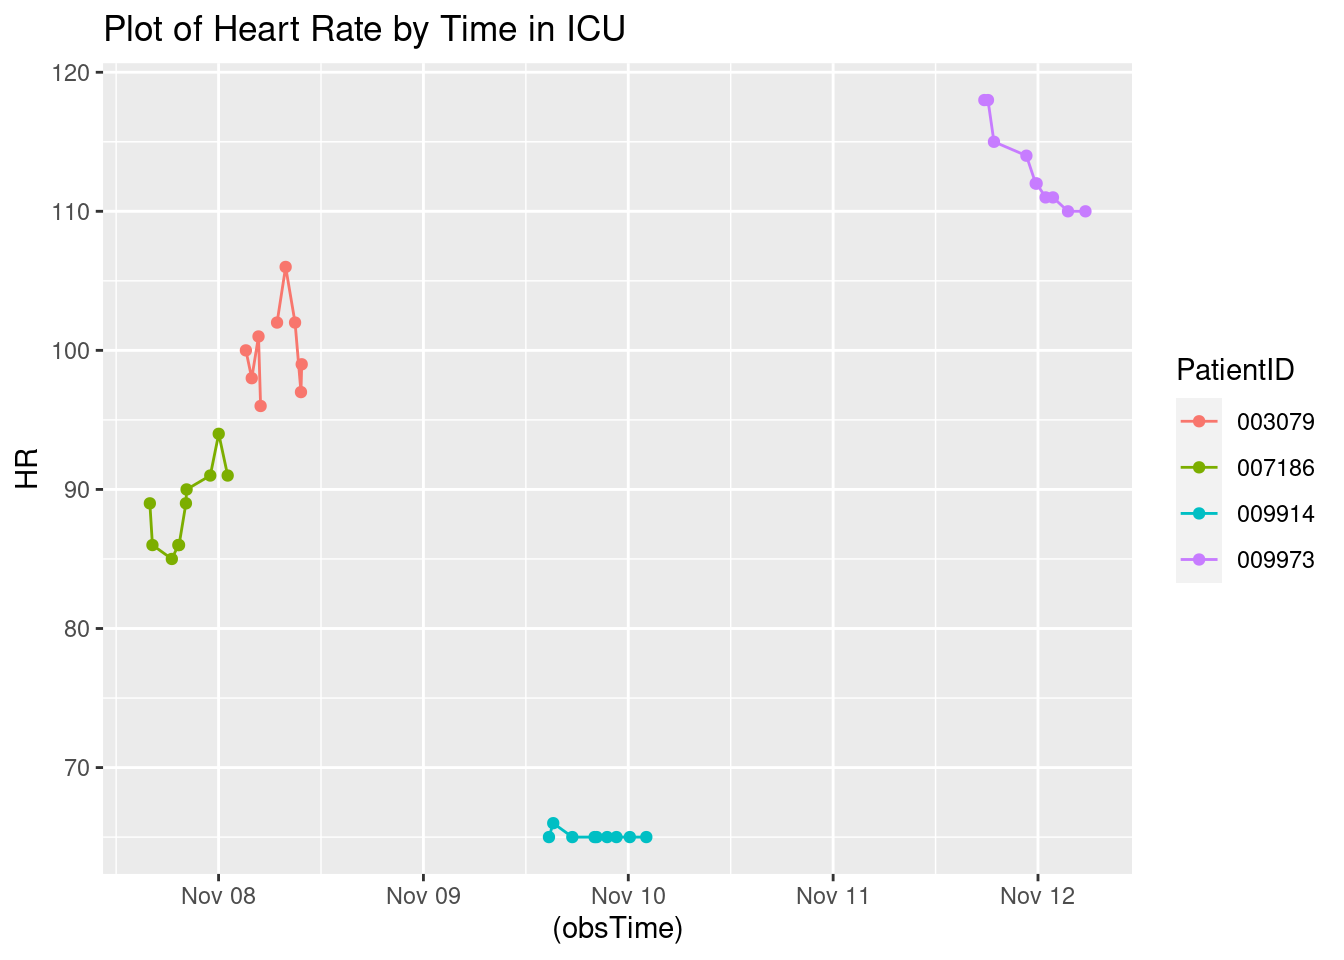 Plot of Heart Rate by Time in ICU
120
110
100
90
80
70
HR
Nov 08
Nov 09
Nov 10
Nov 11
Nov 12
(obsTime)
PatientID
003079
007186
009914
009973